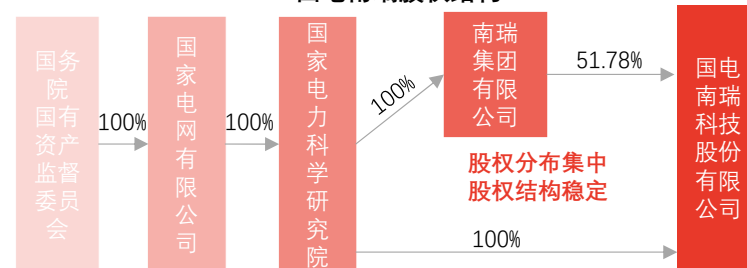 国务
院
国有
资产
监督
委员
会
100%
国
家
电
网
有
限
公
司
100%
国
家
电
力
科
学
研
究
院
100%
南瑞
集团
有限
公司
51.78%
股权分布集中
股权结构稳定
100%
国电
南瑞
科技
股份
有限
公司